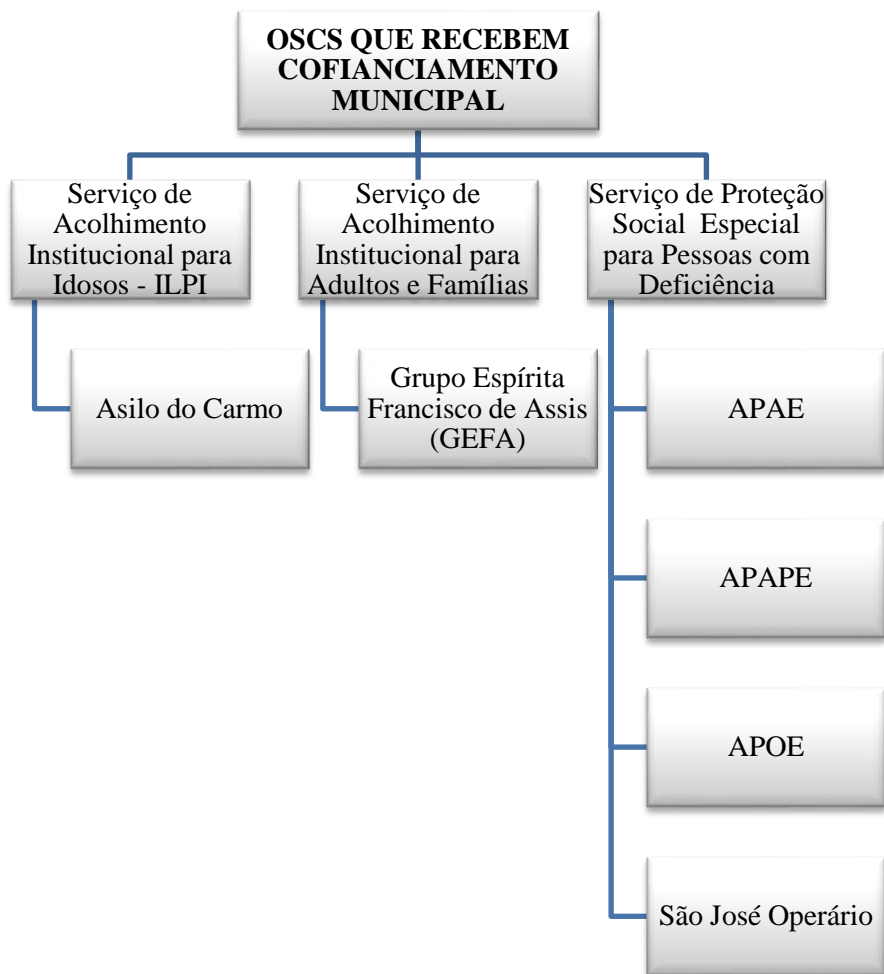 OSCS QUE RECEBEM
COFIANCIAMENTO
MUNICIPAL
Serviço de
Acolhimento
Institucional para
Idosos - ILPI
Asilo do Carmo
Serviço de
Acolhimento
Institucional para
Adultos e Famílias
Grupo Espírita
Francisco de Assis
(GEFA)
Serviço de Proteção
Social Especial
para Pessoas com
Deficiência
APAE
APAPE
APOE
São José Operário